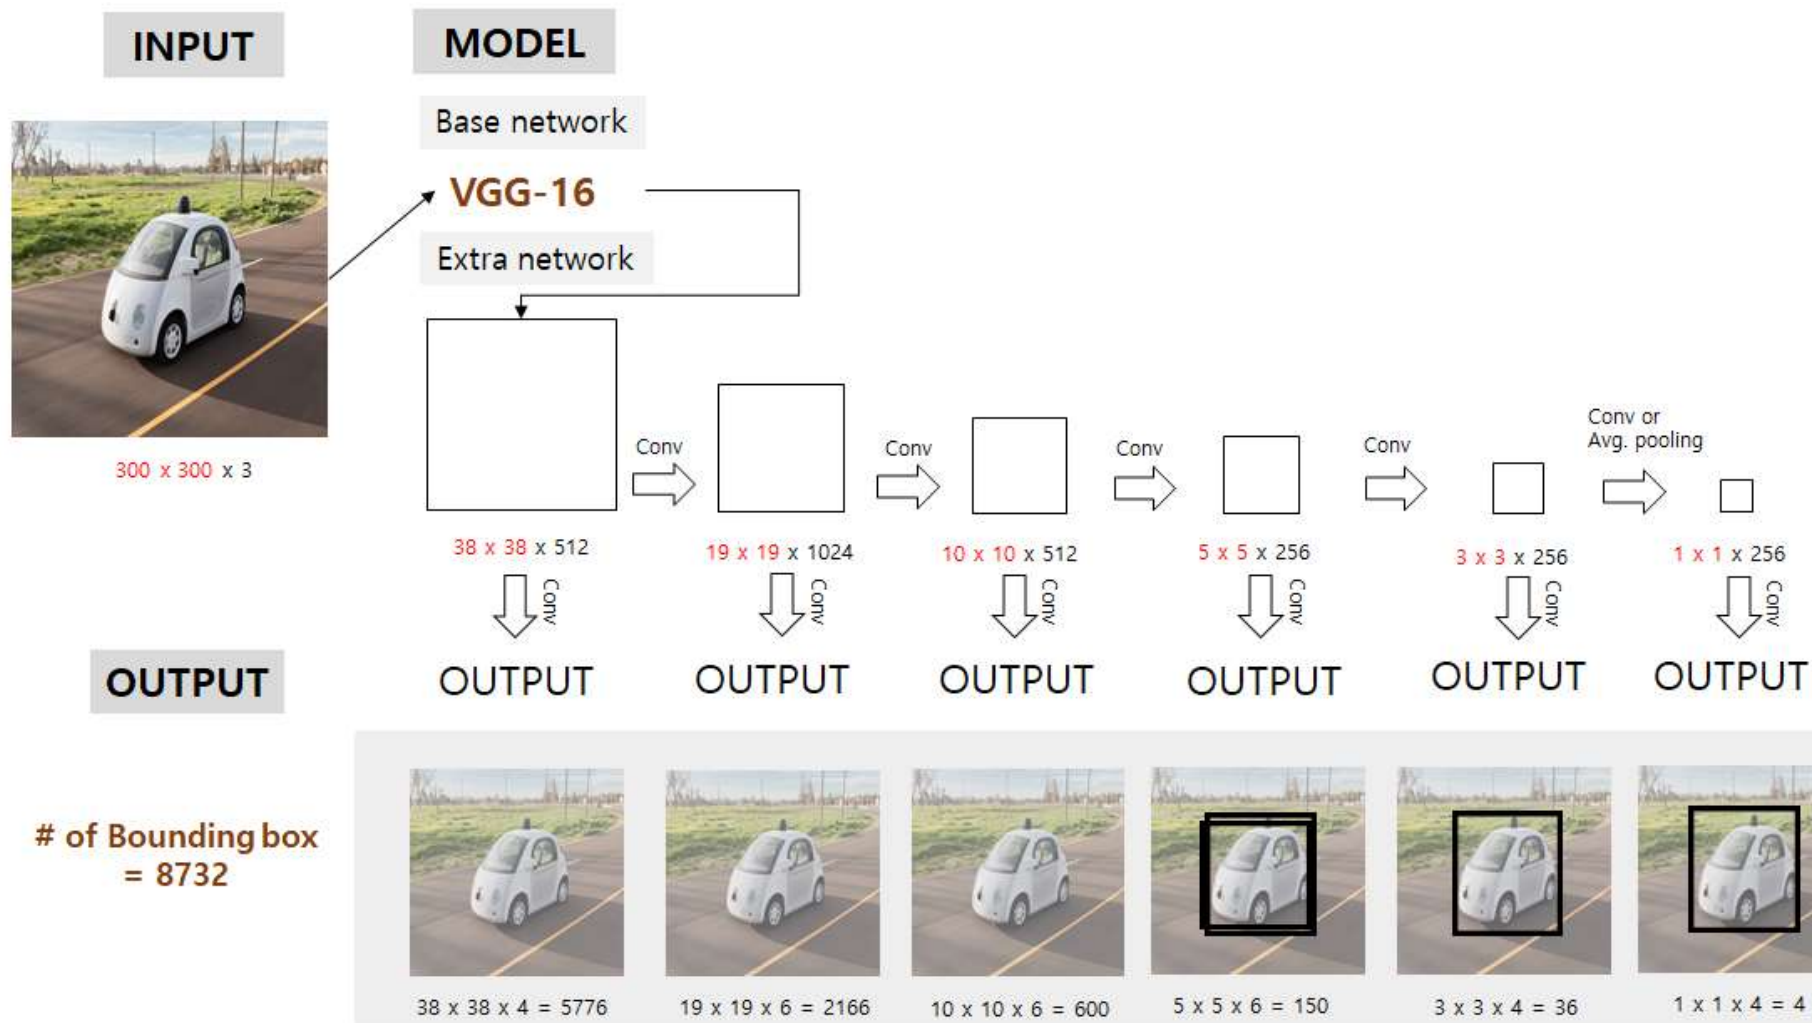 INPUT
MODEL
Base network
VGG-16
Extra network
300 x 300 x 3
Conv
Conv
Conv
Conv
Conv or
Avg. pooling
38 x 38 x 512
19 x 19 x 1024
10 x 10 x 512
5 x 5 x 256
3 x 3 x 256
1 x 1 x 256
Conv
Conv
Conv
Conv
Conv
Conv
OUTPUT
OUTPUT
OUTPUT
OUTPUT
OUTPUT
OUTPUT
OUTPUT
# of Bounding box
= 8732
38 x 38 x 4 = 5776
19 x 19 x 6 = 2166
10 x 10 x 6 = 600
5 x 5 x 6 = 150
3 x 3 x 4 = 36
1 x 1 x 4 = 4